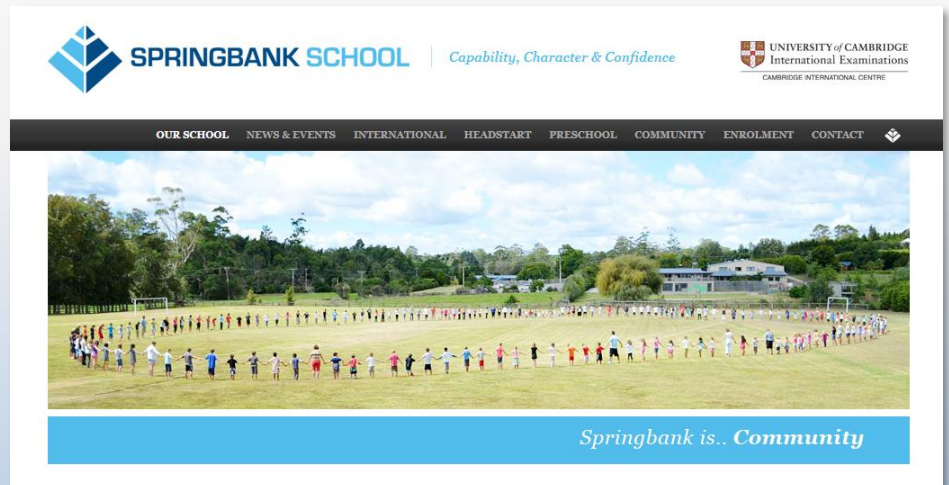 SPRINGBANK SCHOOL
Capability, Character & Confidence
UNIVERSITY of CAMBRIDGE
International Examinations
CAMBRIDGE INTERNATIONAL CENTRE
OUR SCHOOL NEWS & EVENTS INTERNATIONAL HEADSTART PRESCHOOL COMMUNITY ENROLMENT CONTACT
Springbank is.. Community